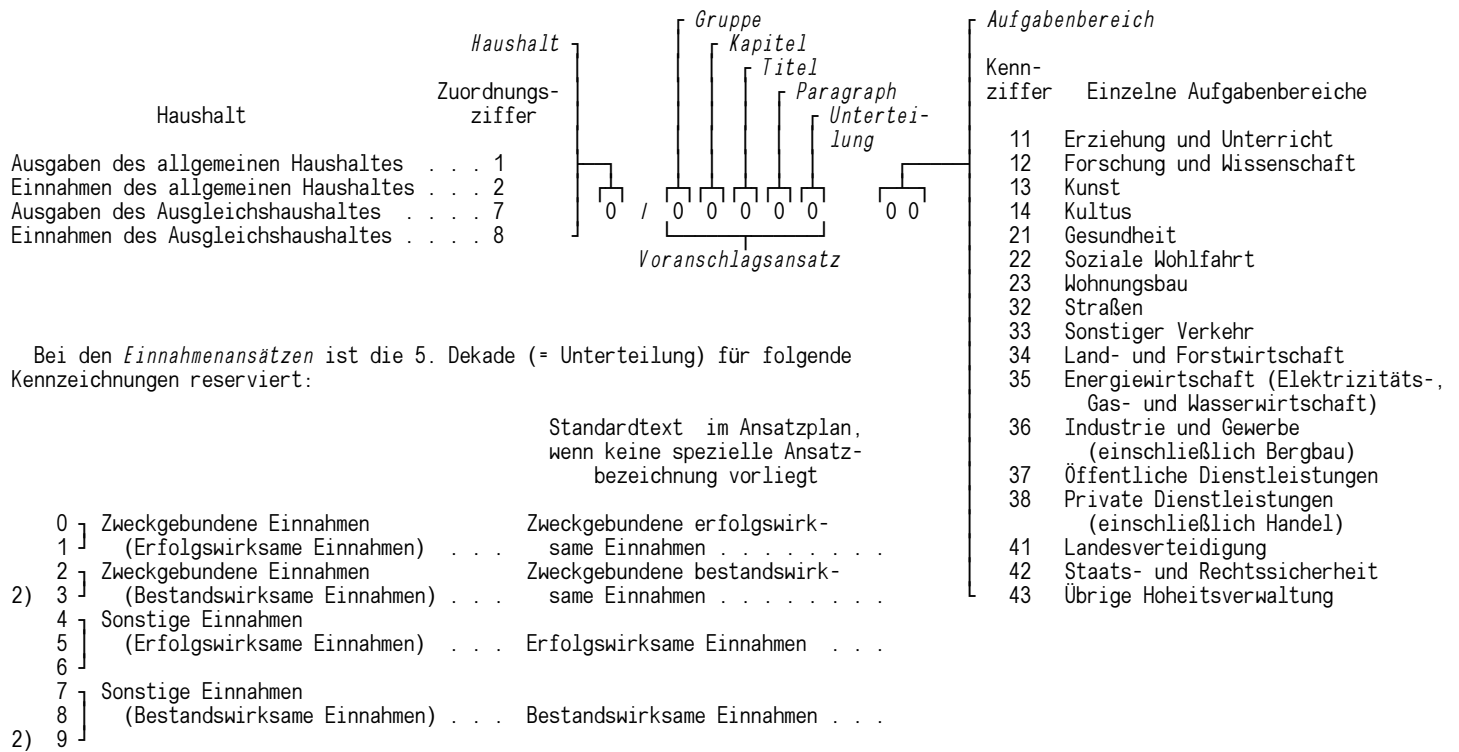 Gruppe
Haushalt
Kapitel
Titel
Zuordnungs-
Paragraph
Haushalt ziffer
Unterteilung
Ausgaben des allgemeinen Haushaltes . . . 1
Einnahmen des allgemeinen Haushaltes . . . 2
Ausgaben des Ausgleichshaushaltes . . . . 7
Einnahmen des Ausgleichshaushaltes . . . . 8
0 / 0 0 0 0 0 0 0
Voranschlagsansatz
Bei den Einnahmenansätzen ist die 5. Dekade (= Unterteilung) für folgende
Kennzeichnungen reserviert:
Standardtext im Ansatzplan,
wenn keine spezielle Ansatz-
bezeichnung vorliegt
0 Zweckgebundene Einnahmen Zweckgebundene erfolgswirk-
1 (Erfolgswirksame Einnahmen) . . . same Einnahmen . . . . . . . .
2 Zweckgebundene Einnahmen Zweckgebundene bestandswirk-
2) 3 (Bestandswirksame Einnahmen) . . . same Einnahmen . . . . . . . .
4 Sonstige Einnahmen
5 (Erfolgswirksame Einnahmen) . . . Erfolgswirksame Einnahmen . . .
6
7 Sonstige Einnahmen
8 (Bestandswirksame Einnahmen) . . . Bestandswirksame Einnahmen . . .
2) 9
Aufgabenbereich
Kenn-
ziffer Einzelne Aufgabenbereiche
11 Erziehung und Unterricht
12 Forschung und Wissenschaft
13 Kunst
14 Kultus
21 Gesundheit
22 Soziale Wohlfahrt
23 Wohnungsbau
32 Straßen
33 Sonstiger Verkehr
34 Land- und Forstwirtschaft
35 Energiewirtschaft (Elektrizitäts-,
Gas- und Wasserwirtschaft)
36 Industrie und Gewerbe
(einschließlich Bergbau)
37 Öffentliche Dienstleistungen
38 Private Dienstleistungen
(einschließlich Handel)
41 Landesverteidigung
42 Staats- und Rechtssicherheit
43 Übrige Hoheitsverwaltung